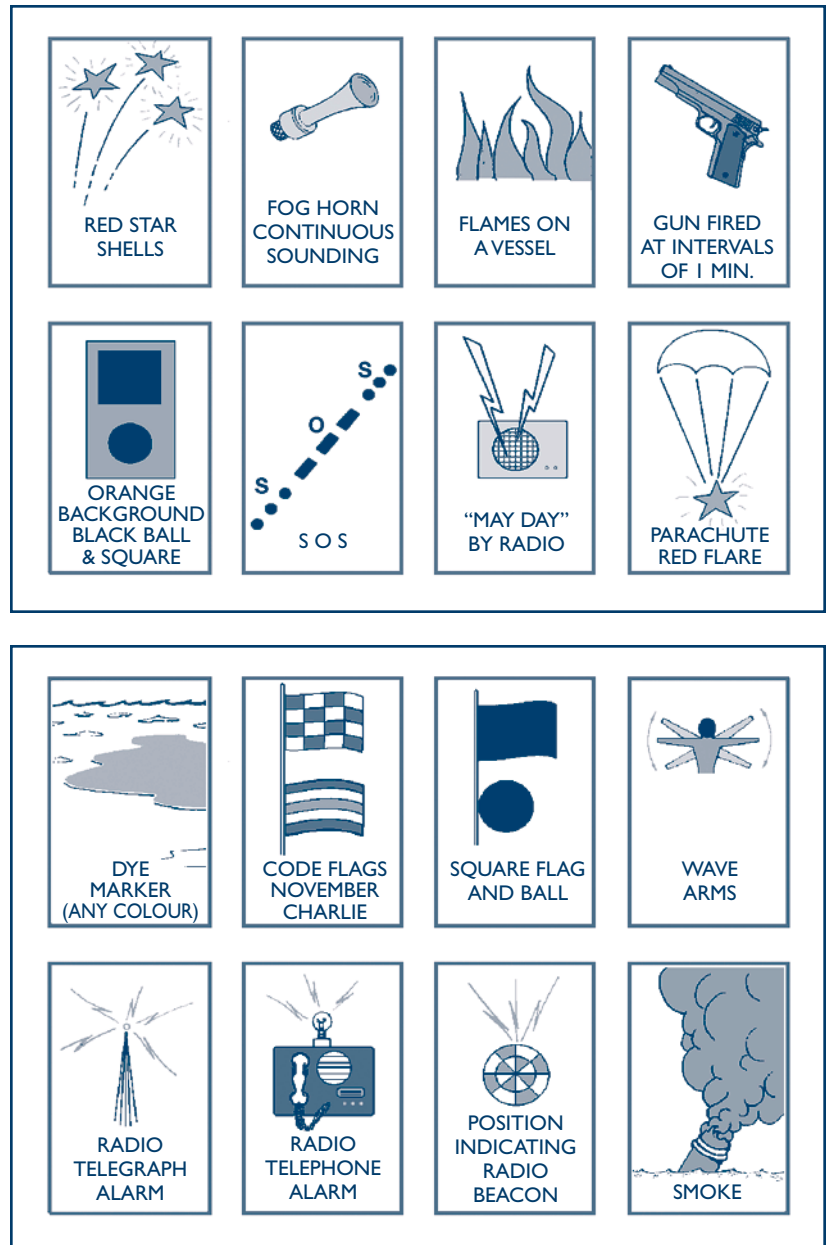 RED STAR
SHELLS
FOG HORN
CONTINUOUS
SOUNDING
FLAMES ON
A VESSEL
GUN FIRED
AT INTERVALS
OF 1 MIN.
ORANGE
BACKGROUND
BLACK BALL
& SQUARE
S
O
S
S O S
“MAY DAY”
BY RADIO
PARACHUTE
RED FLARE
DYE
MARKER
(ANY COLOUR)
CODE FLAGS
NOVEMBER
CHARLIE
SQUARE FLAG
AND BALL
WAVE
ARMS
RADIO
TELEGRAPH
ALARM
RADIO
TELEPHONE
ALARM
POSITION
INDICATING
RADIO
BEACON
SMOKE